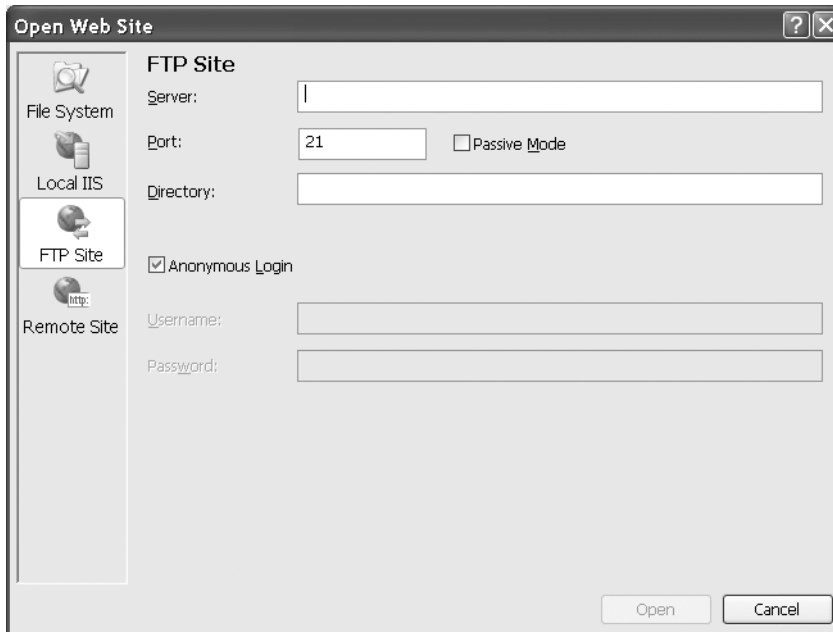 Open Web Site
File System
Local IIS
FTP Site
Remote Site
http:
FTP Site
Server:
Port:
21
Passive Mode
Directory:
Anonymous Login
Username:
Password:
Open
Cancel